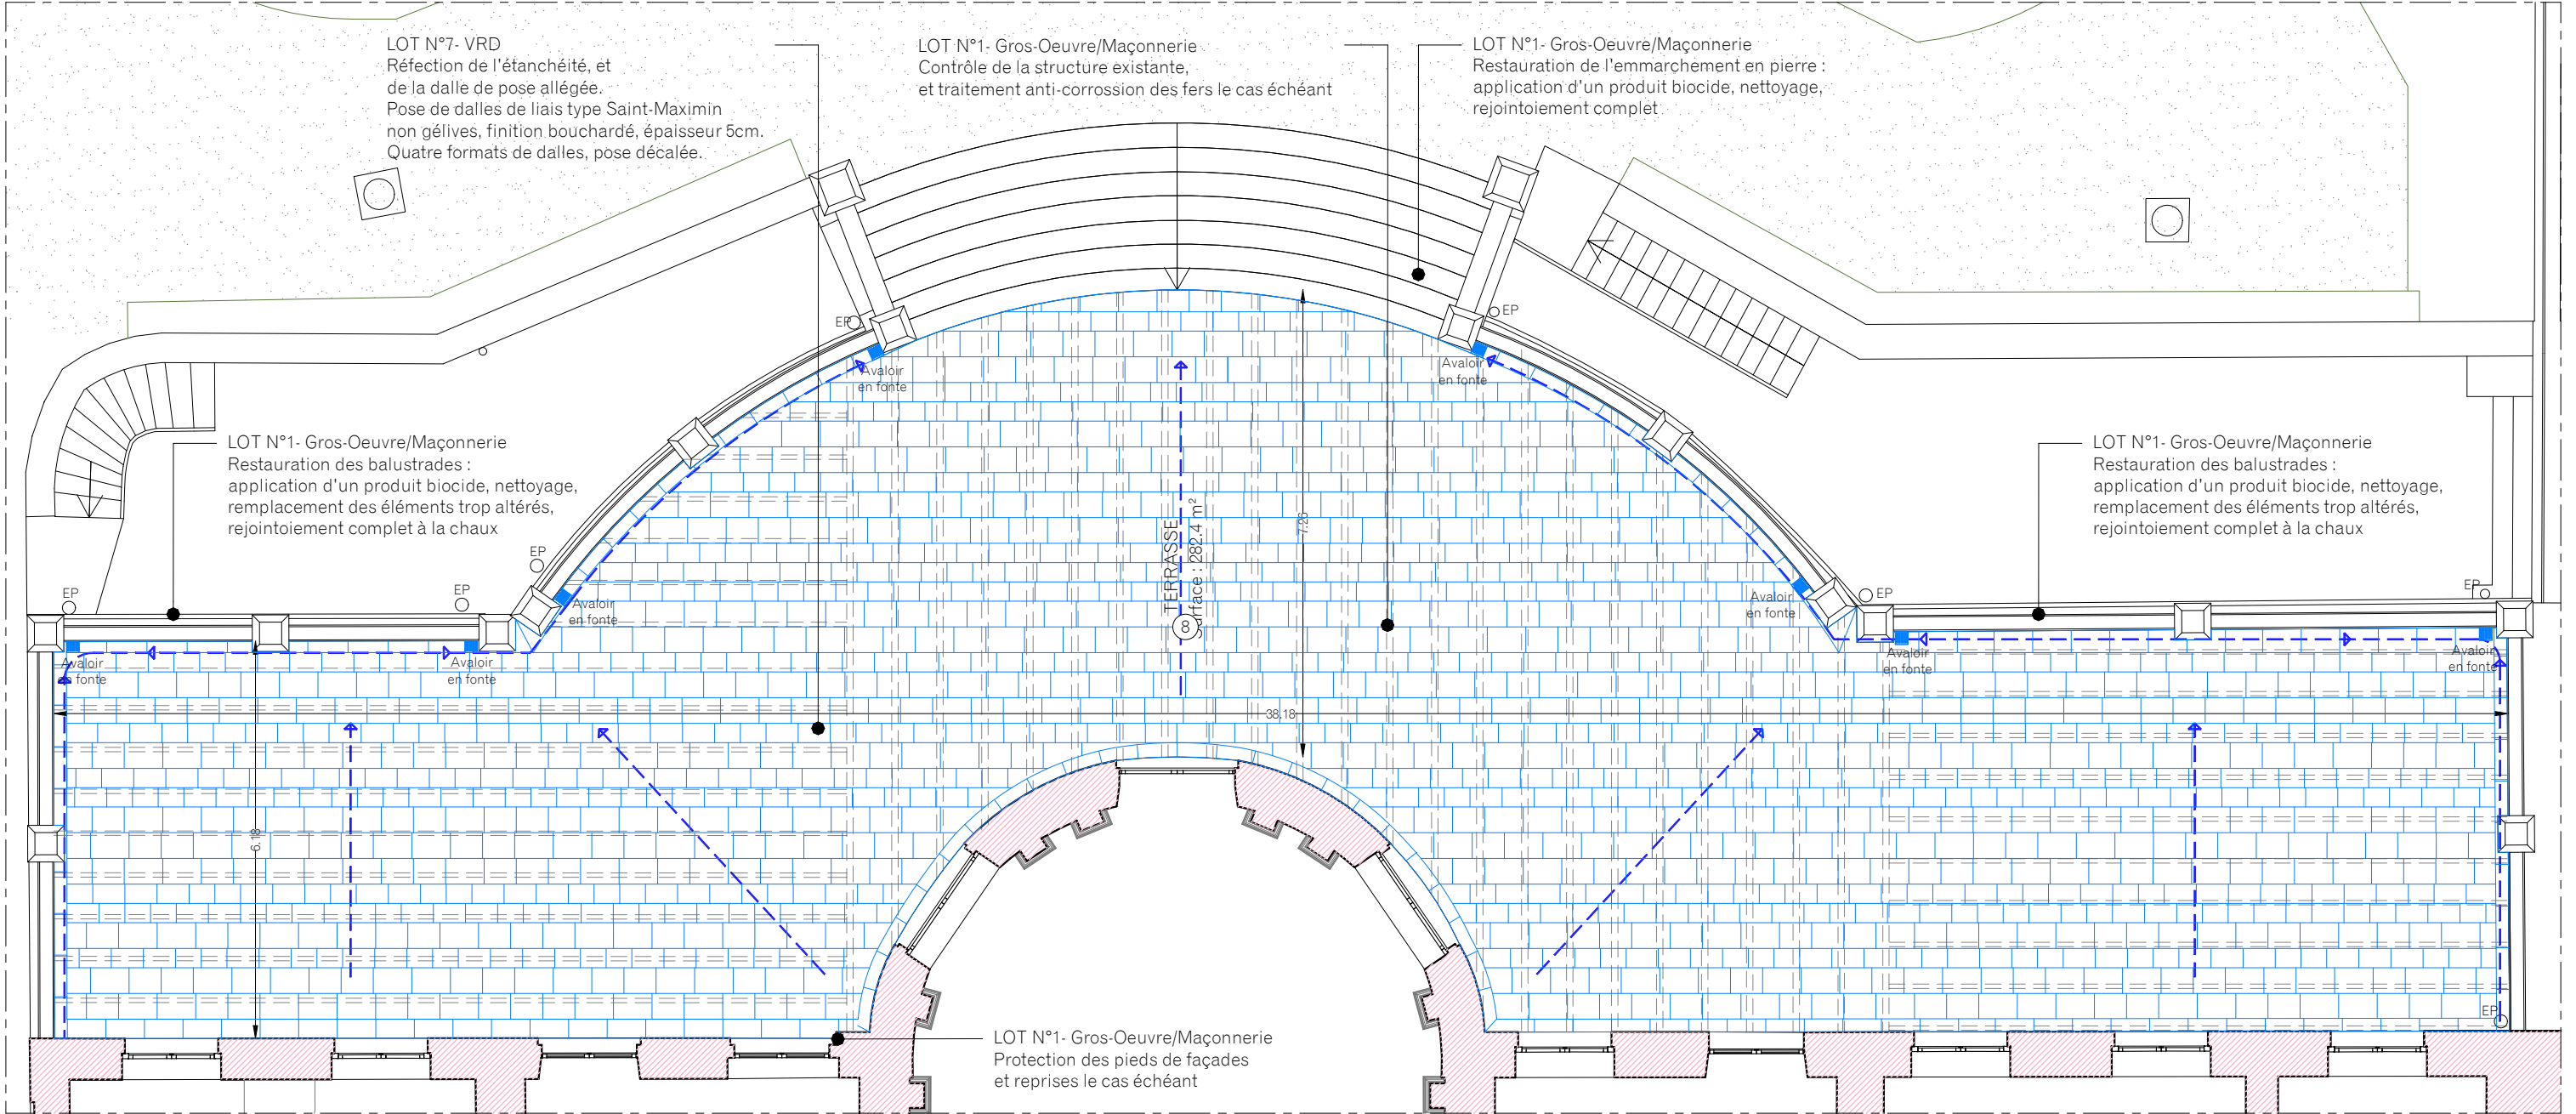 LOT N°7- VRD
Réfection de l'étanchéité, et
de la dalle de pose allégée.
Pose de dalles de liais type Saint-Maximin
non gélives, finition bouchardé, épaisseur 5cm.
Quatre formats de dalles, pose décalée.
LOT N°1- Gros-Oeuvre/Maçonnerie
Contrôle de la structure existante,
et traitement anti-corrossion des fers le cas échéant
LOT N°1- Gros-Oeuvre/Maçonnerie
Restauration de l'emmarchement en pierre :
application d'un produit biocide, nettoyage,
rejointoiement complet
EP
EP
Avaloir
en fonte
Avaloir
en fonte
LOT N°1- Gros-Oeuvre/Maçonnerie
Restauration des balustrades :
application d'un produit biocide, nettoyage,
remplacement des éléments trop altérés,
rejointoiement complet à la chaux
LOT N°1- Gros-Oeuvre/Maçonnerie
Restauration des balustrades :
application d'un produit biocide, nettoyage,
remplacement des éléments trop altérés,
rejointoiement complet à la chaux
TERRASSE
Surface : 282.4 m²
8
7.26
EP
EP
EP
EP
EP
Avaloir
en fonte
Avaloir
en fonte
Avaloir
en fonte
Avaloir
en fonte
Avaloir
en fonte
Avaloir
en fonte
38,18
6.18
EP
LOT N°1- Gros-Oeuvre/Maçonnerie
Protection des pieds de façades
et reprises le cas échéant